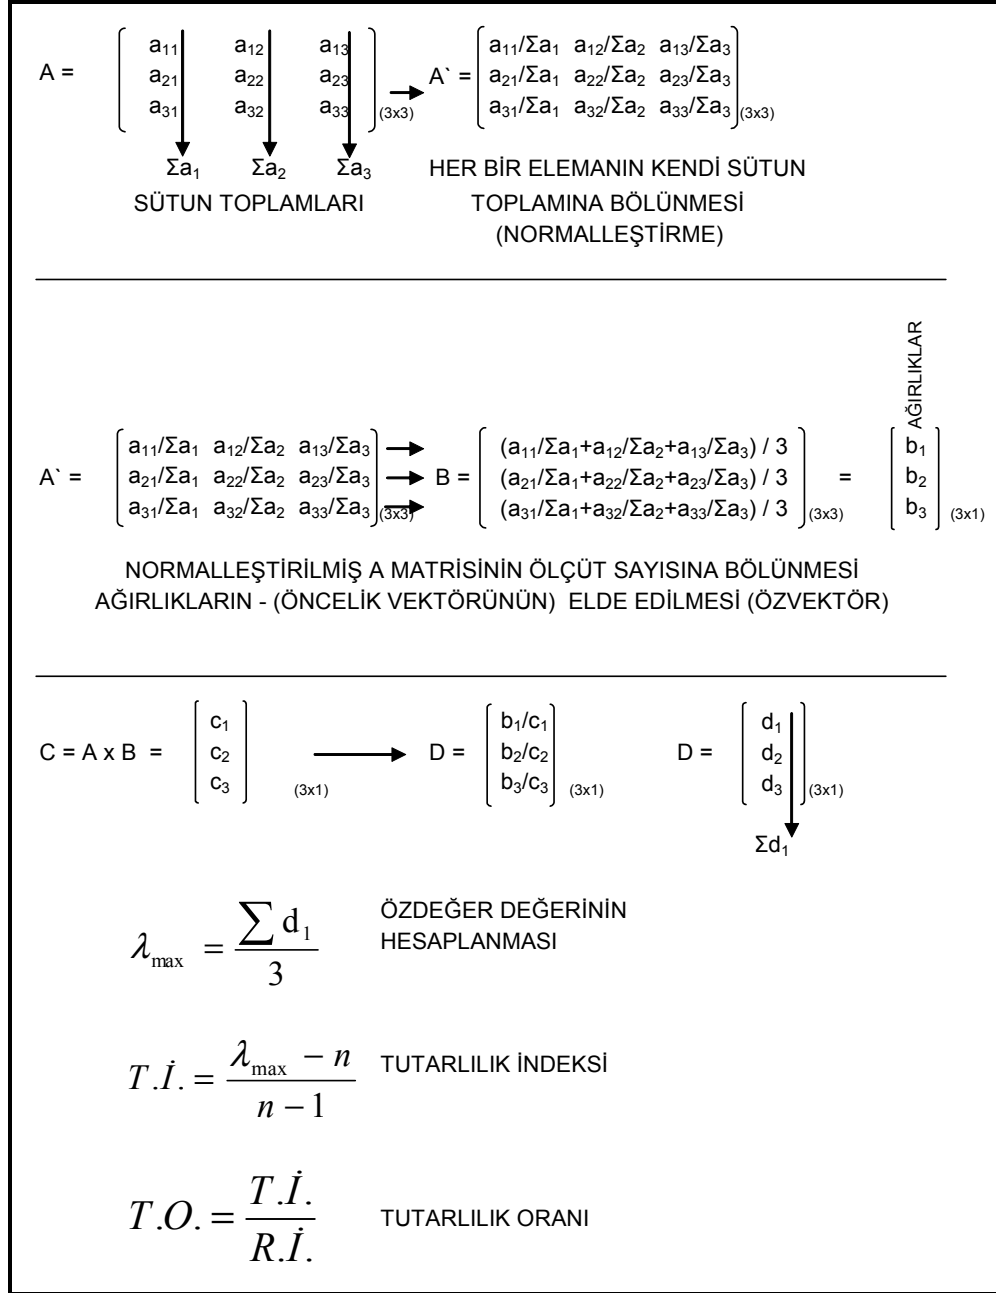 A = a₁₁ a₁₂ a₁₃ A` = a₁₁/Σa₁ a₁₂/Σa₂ a₁₃/Σa₃
a₂₁ a₂₂ a₂₃ a₂₁/Σa₁ a₂₂/Σa₂ a₂₃/Σa₃
a₃₁ a₃₂ a₃₃ (3x3) a₃₁/Σa₁ a₃₂/Σa₂ a₃₃/Σa₃ (3x3)
Σa₁ Σa₂ Σa₃
SÜTUN TOPLAMLARI
HER BİR ELEMANIN KENDİ SÜTUN
TOPLAMINA BÖLÜNMESİ
(NORMALLEŞTİRME)
AĞIRLIKLAR
A` = a₁₁/Σa₁ a₁₂/Σa₂ a₁₃/Σa₃ B = (a₁₁/Σa₁+a₁₂/Σa₂+a₁₃/Σa₃) / 3 = b₁
a₂₁/Σa₁ a₂₂/Σa₂ a₂₃/Σa₃ (a₂₁/Σa₁+a₂₂/Σa₂+a₂₃/Σa₃) / 3 b₂
a₃₁/Σa₁ a₃₂/Σa₂ a₃₃/Σa₃ (3x3) (a₃₁/Σa₁+a₃₂/Σa₂+a₃₃/Σa₃) / 3 (3x3) b₃ (3x1)
NORMALLEŞTİRİLMİŞ A MATRİSİNİN ÖLÇÜT SAYISINA BÖLÜNMESİ
AĞIRLIKLARIN - (ÖNCELİK VEKTÖRÜNÜN) ELDE EDİLMESİ (ÖZVEKTÖR)
C = A x B = c₁ D = b₁/c₁ D = d₁
c₂ b₂/c₂ d₂
c₃ (3x1) b₃/c₃ (3x1) d₃ (3x1)
Σd₁
λmax = ∑ d₁ / 3
ÖZDEĞER DEĞERİNİN
HESAPLANMASI
T.İ. = (λmax − n) / (n − 1) TUTARLILIK İNDEKSİ
T.O. = T.İ. / R.İ. TUTARLILIK ORANI